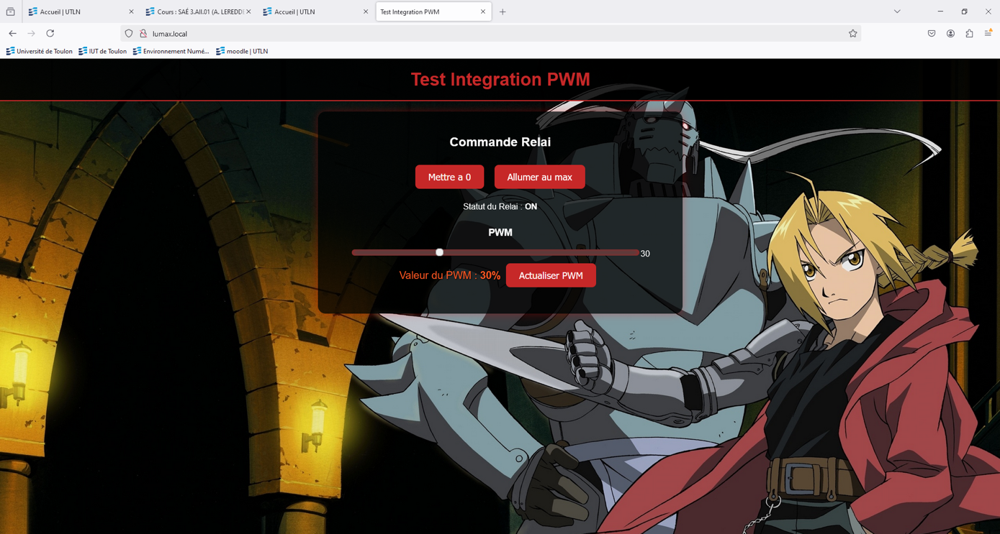 Accueil | UTLN
Cours : SAÉ 3.AII.01 (A. LEREDDE
Accueil | UTLN
Test Integration PWM
lumax.local
Université de Toulon
IUT de Toulon
Environnement Numé...
moodle | UTLN
Test Integration PWM
Commande Relai
Mettre a 0
Allumer au max
Statut du Relai : ON
PWM
30
Valeur du PWM : 30%
Actualiser PWM